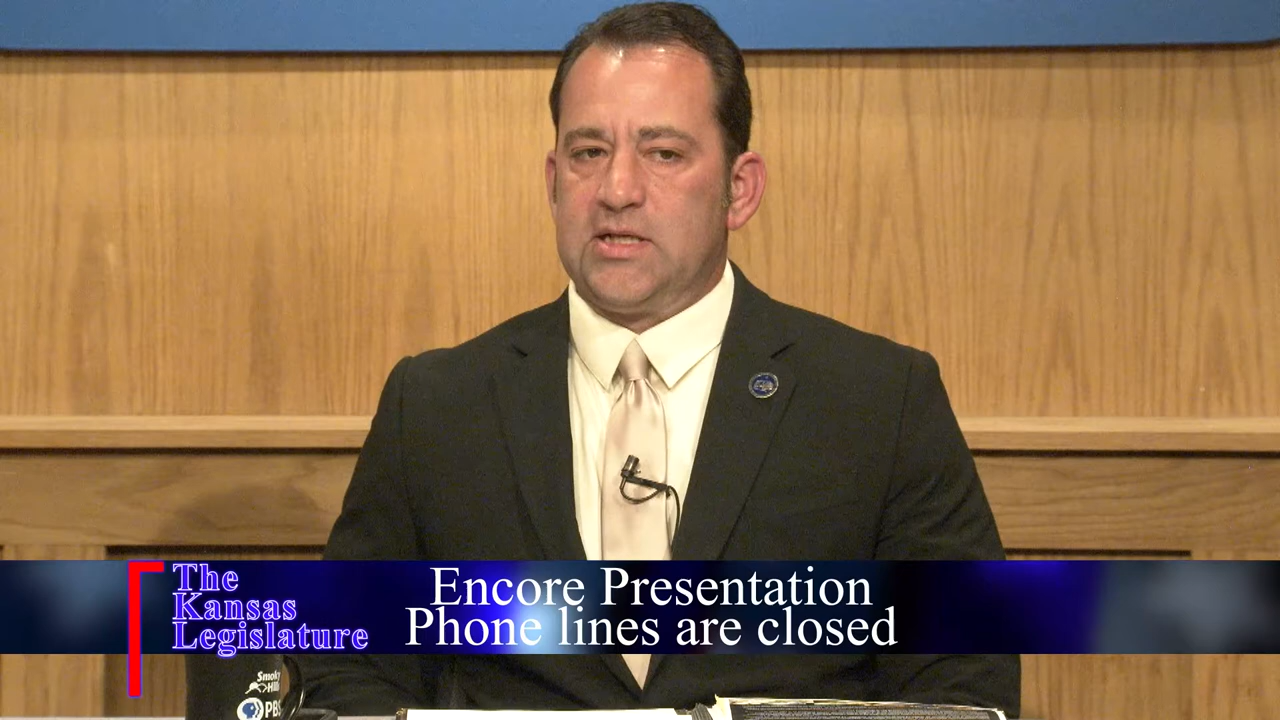 The
Kansas
Legislature
Encore Presentation
Phone lines are closed
Smoky
Hills
PBS